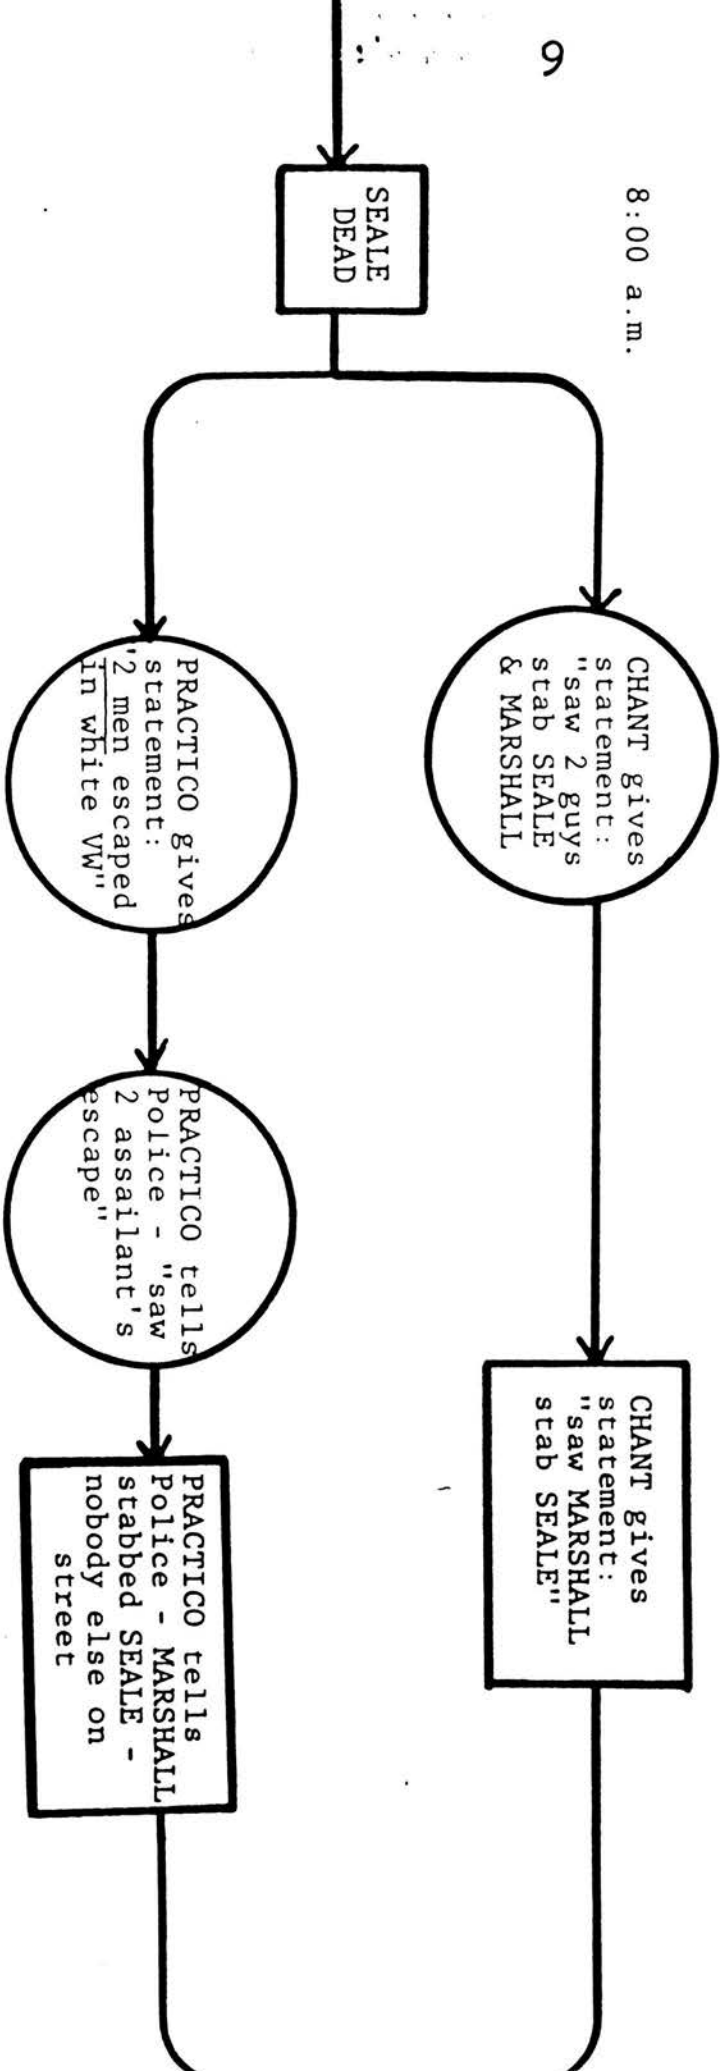 9
8:00 a.m.
SEALE
DEAD
CHANT gives
statement:
"saw 2 guys
stab SEALE
& MARSHALL
CHANT gives
statement:
"saw MARSHALL
stab SEALE"
PRACTICO gives
statement:
'2 men escaped
in white VW"
PRACTICO tells
Police - "saw
2 assailant's
escape"
PRACTICO tells
Police - MARSHALL
stabbed SEALE -
nobody else on
street